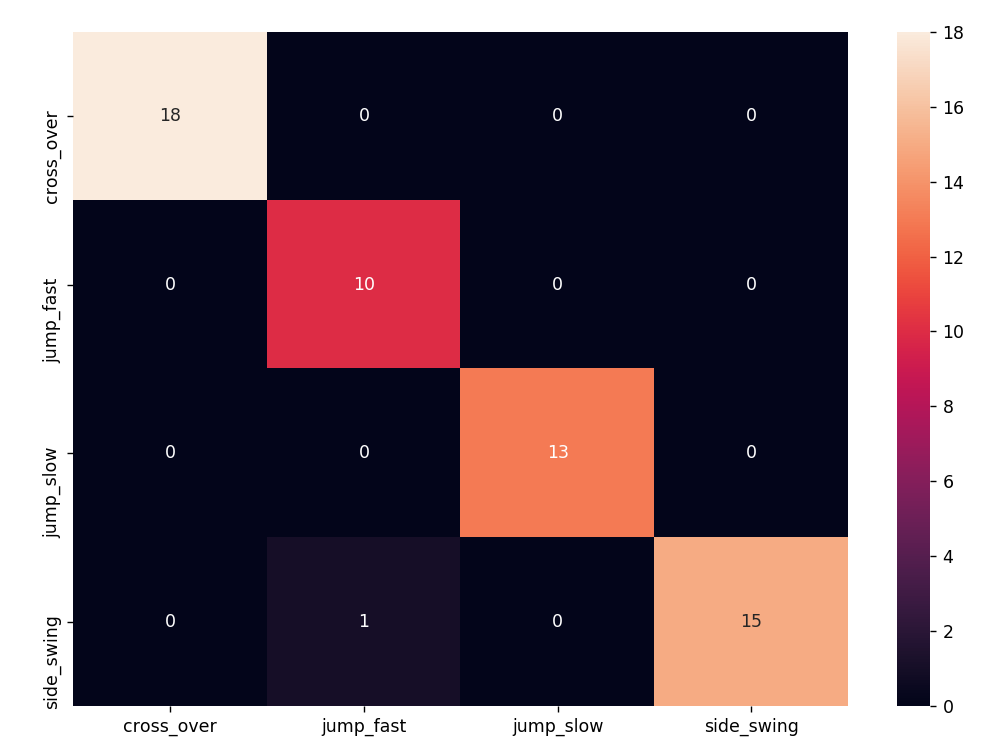 cross_over 18 0 0 0
jump_fast 0 10 0 0
jump_slow 0 0 13 0
side_swing 0 1 0 15
cross_over jump_fast jump_slow side_swing
18
16
14
12
10
8
6
4
2
0